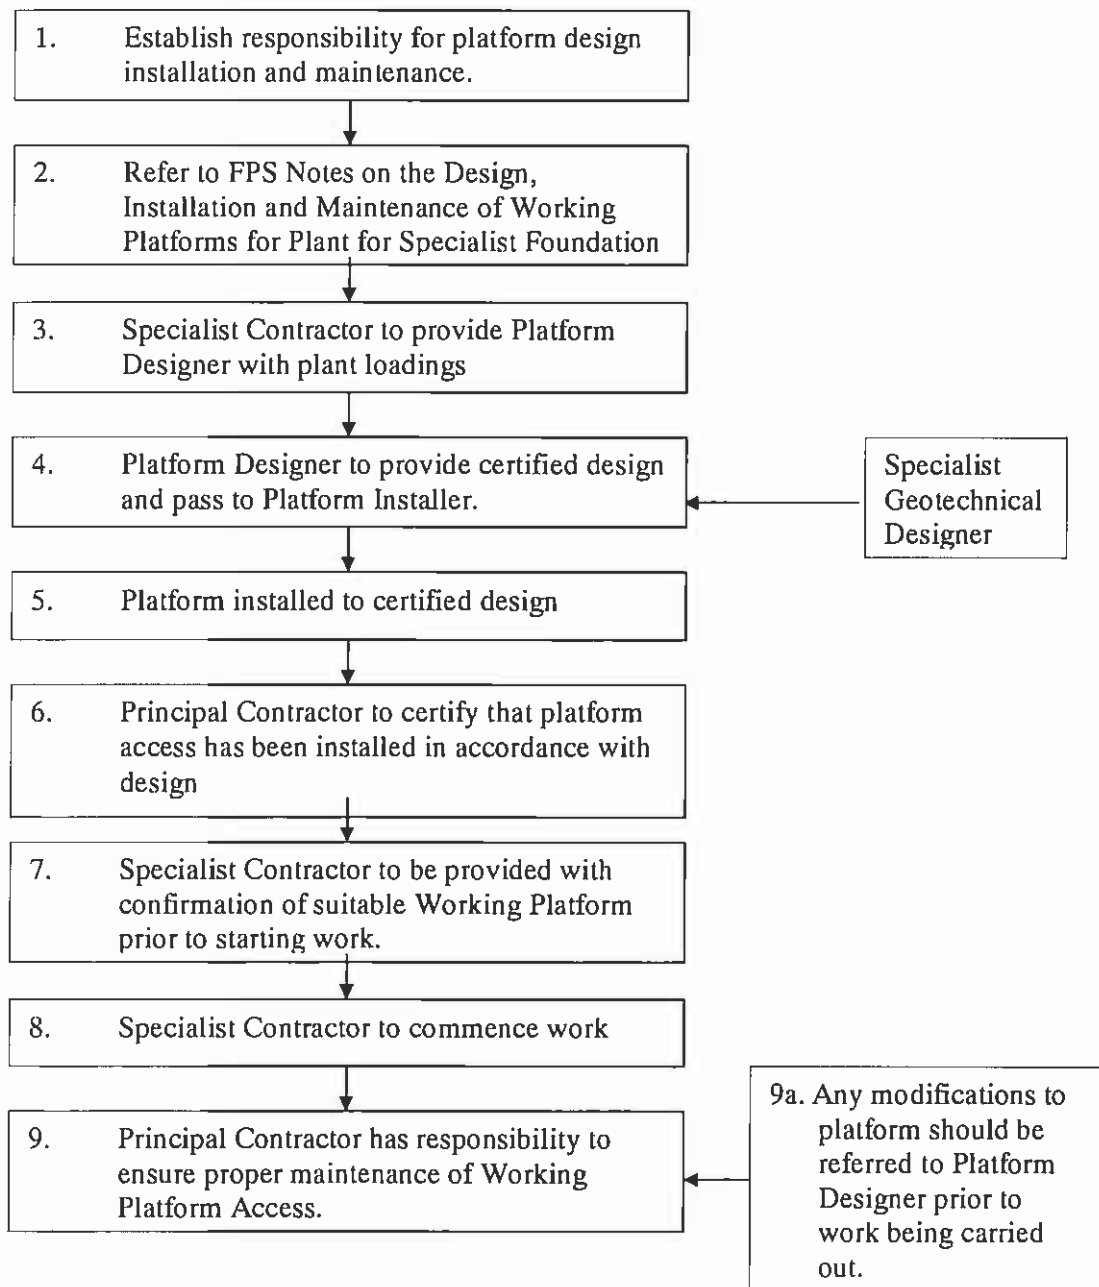 1. Establish responsibility for platform design
installation and maintenance.
2. Refer to FPS Notes on the Design,
Installation and Maintenance of Working
Platforms for Plant for Specialist Foundation
3. Specialist Contractor to provide Platform
Designer with plant loadings
4. Platform Designer to provide certified design
and pass to Platform Installer.
Specialist
Geotechnical
Designer
5. Platform installed to certified design
6. Principal Contractor to certify that platform
access has been installed in accordance with
design
7. Specialist Contractor to be provided with
confirmation of suitable Working Platform
prior to starting work.
8. Specialist Contractor to commence work
9. Principal Contractor has responsibility to
ensure proper maintenance of Working
Platform Access.
9a. Any modifications to
platform should be
referred to Platform
Designer prior to
work being carried
out.